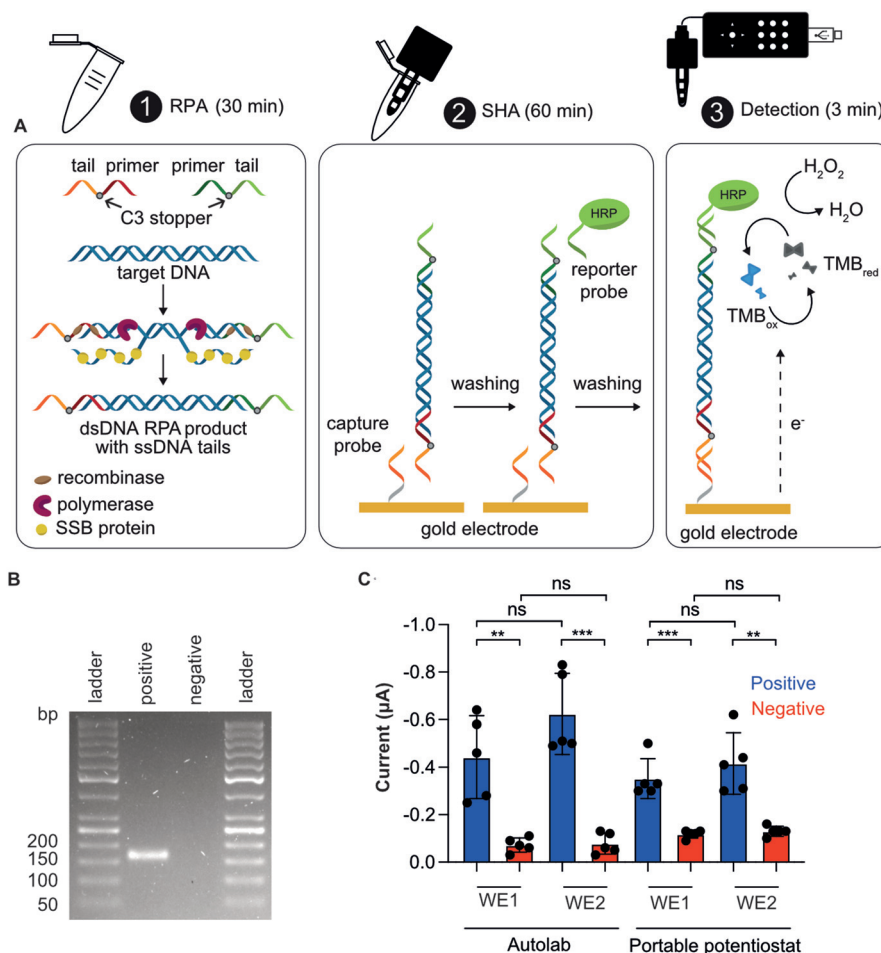 1 RPA (30 min)
2 SHA (60 min)
3 Detection (3 min)
A
tail primer primer tail
C3 stopper
target DNA
dsDNA RPA product
with ssDNA tails
recombinase
polymerase
SSB protein
HRP
reporter
probe
washing
washing
capture
probe
gold electrode
HRP
H2O2
H2O
TMBred
TMBox
e-
gold electrode
B
ladder
positive
negative
ladder
bp
200
150
100
50
C
ns
ns
ns
ns
**
***
***
**
Positive
Negative
Current (µA)
-1.0
-0.8
-0.6
-0.4
-0.2
0.0
WE1 WE2 WE1 WE2
Autolab Portable potentiostat